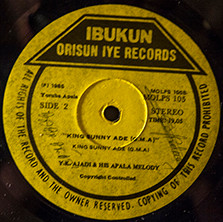 IBUKUN
ORISUN IYE RECORDS
(P) 1986
Yoruba Apala
SIDE 2
MOLPS 105
MOLPS 105
STEREO
"KING SUNNY ADE (O.M.A)
KING SUNNY ADE (O.M.A)
Y.K. AJADI & HIS APALA MELODY
Copyright Controlled.
ALL RIGHTS OF THE RECORD AND THE OWNER RESERVED. COPYING OF THIS RECORD PROHIBITED